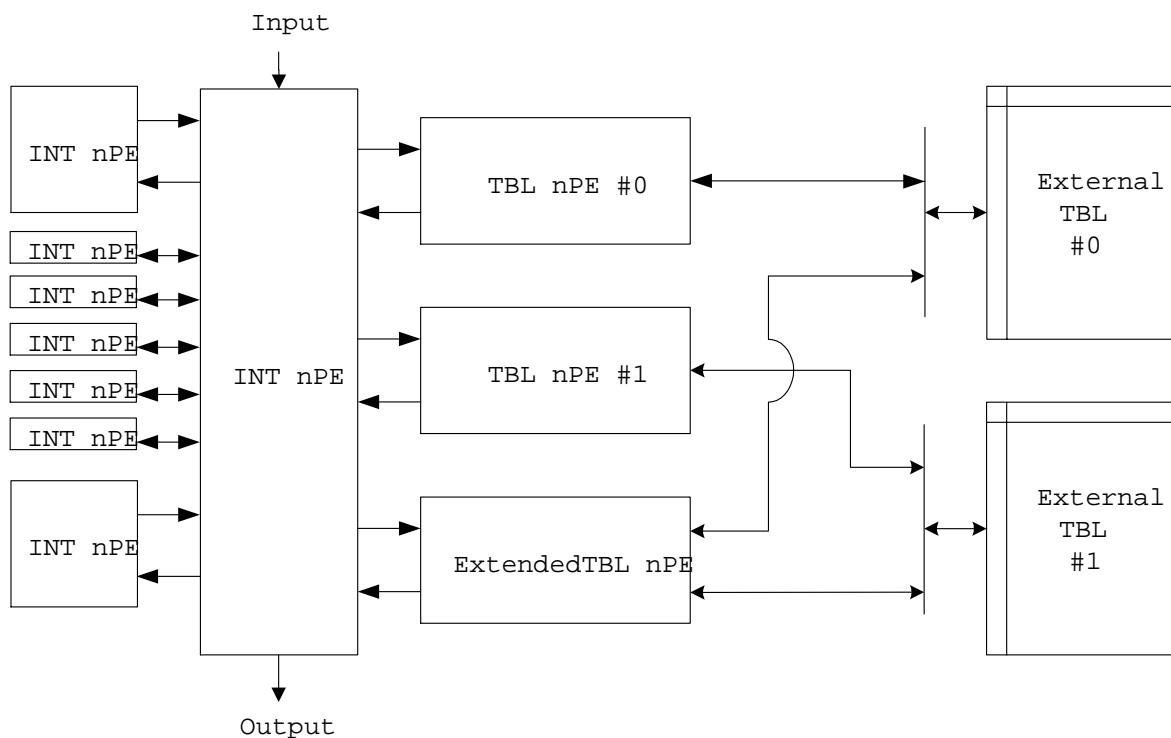 Input
INT nPE
INT nPE
INT nPE
INT nPE
INT nPE
INT nPE
INT nPE
INT nPE
TBL nPE #0
TBL nPE #1
ExtendedTBL nPE
External
TBL
#0
External
TBL
#1
Output